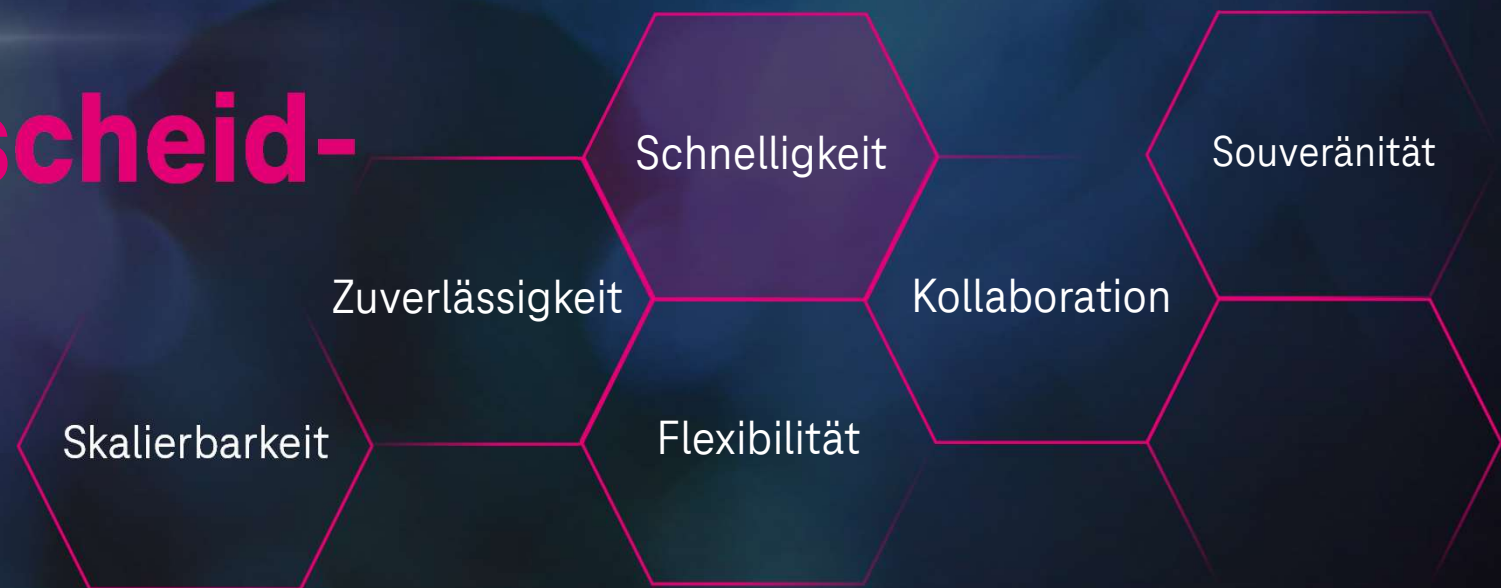 scheid-
Schnelligkeit
Souveränität
Zuverlässigkeit
Kollaboration
Skalierbarkeit
Flexibilität